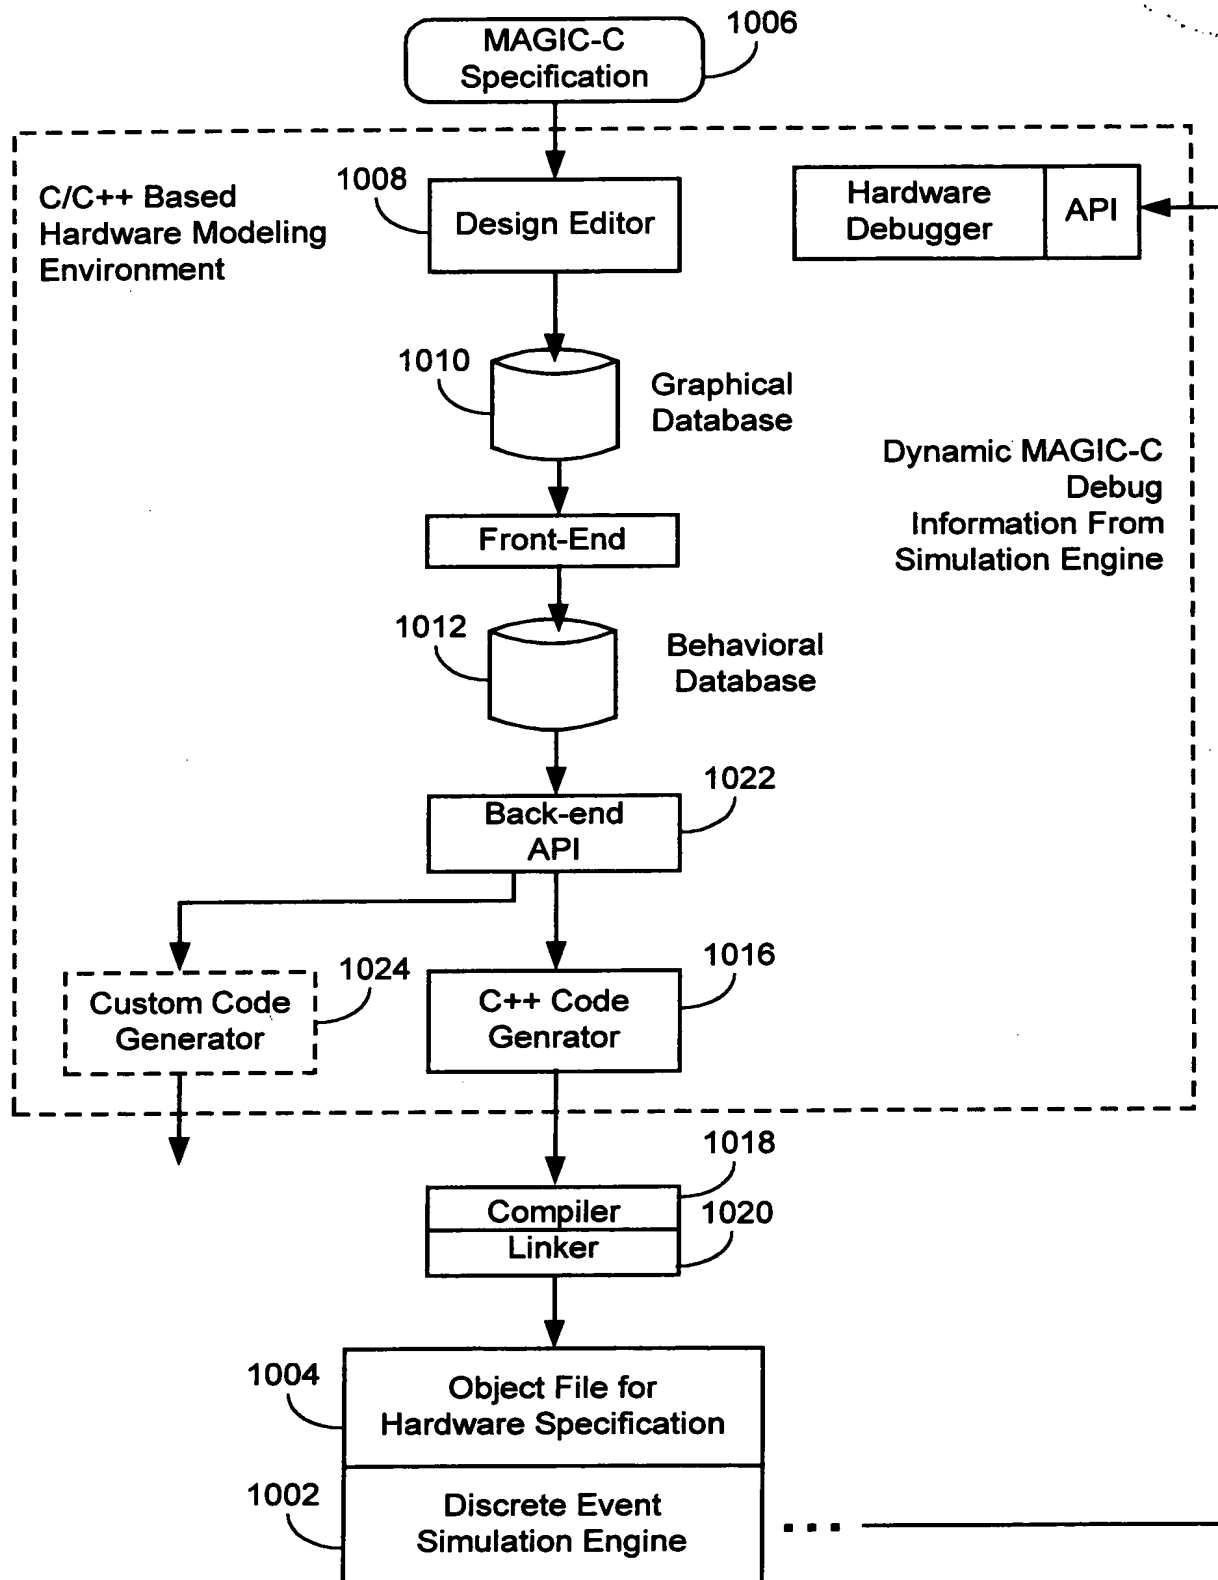 MAGIC-C
Specification
1006
C/C++ Based
Hardware Modeling
Environment
1008
Design Editor
Hardware
Debugger
API
1010
Graphical
Database
Dynamic MAGIC-C
Debug
Information From
Simulation Engine
Front-End
1012
Behavioral
Database
1022
Back-end
API
1024
Custom Code
Generator
1016
C++ Code
Genrator
1018
Compiler
1020
Linker
1004
Object File for
Hardware Specification
1002
Discrete Event
Simulation Engine
...